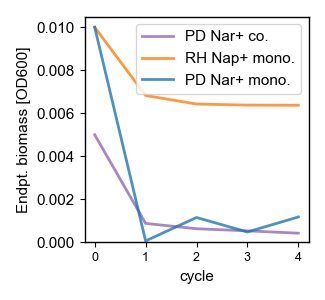 PD Nar+ co.
RH Nap+ mono.
PD Nar+ mono.
Endpt. biomass [OD600]
0.010
0.008
0.006
0.004
0.002
0.000
0 1 2 3 4
cycle